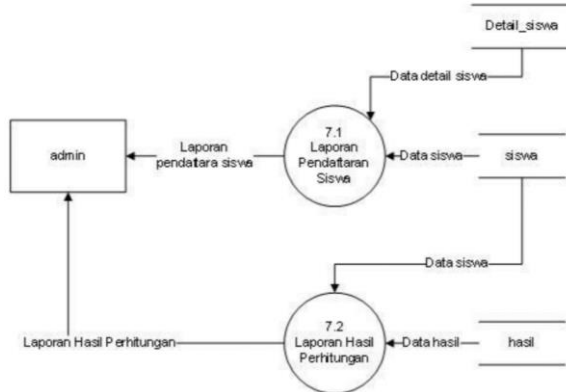 Detail_siswa
Data detail siswa
7.1
Laporan
Pendaftaran
Siswa
admin
Laporan
pendaftara siswa
Data siswa
siswa
Data siswa
7.2
Laporan Hasil
Perhitungan
Laporan Hasil Perhitungan
Data hasil
hasil